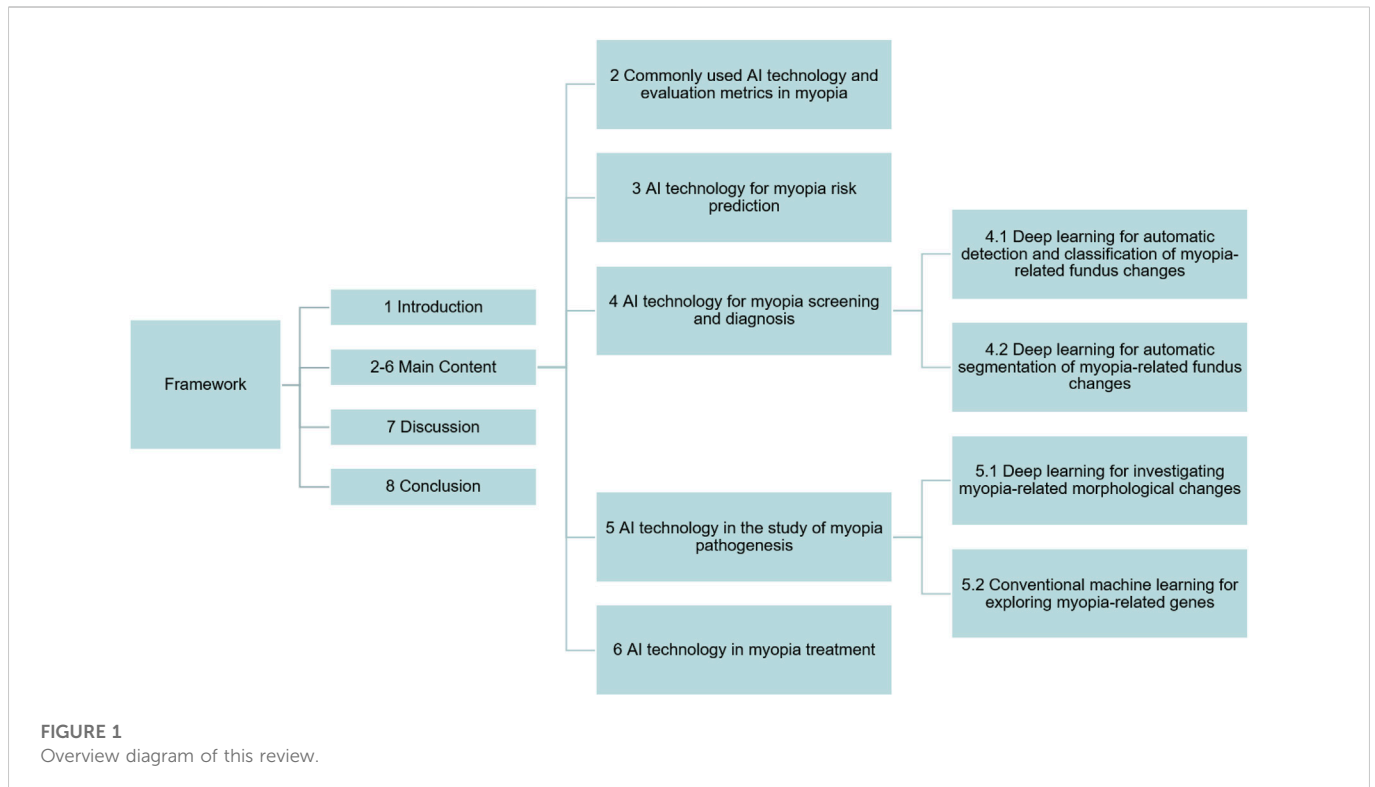 Framework
1 Introduction
2-6 Main Content
7 Discussion
8 Conclusion
2 Commonly used AI technology and
evaluation metrics in myopia
3 AI technology for myopia risk
prediction
4 AI technology for myopia screening
and diagnosis
5 AI technology in the study of myopia
pathogenesis
6 AI technology in myopia treatment
4.1 Deep learning for automatic
detection and classification of myopia-
related fundus changes
4.2 Deep learning for automatic
segmentation of myopia-related fundus
changes
5.1 Deep learning for investigating
myopia-related morphological changes
5.2 Conventional machine learning for
exploring myopia-related genes
FIGURE 1
Overview diagram of this review.